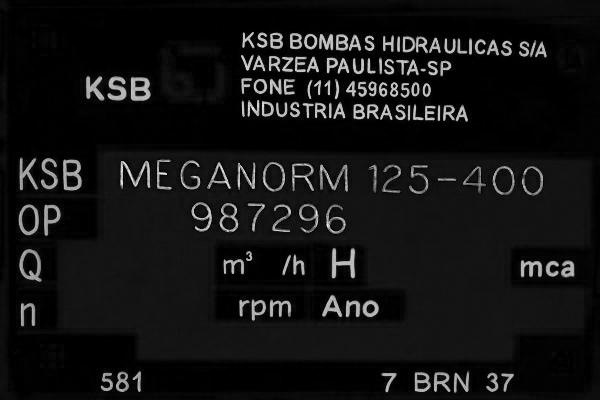 KSB BOMBAS HIDRAULICAS S/A
VARZEA PAULISTA-SP
KSB FONE (11) 45968500
INDUSTRIA BRASILEIRA
KSB MEGANORM 125-400
OP 987296
Q m³ /h H mca
n rpm Ano
581 7 BRN 37